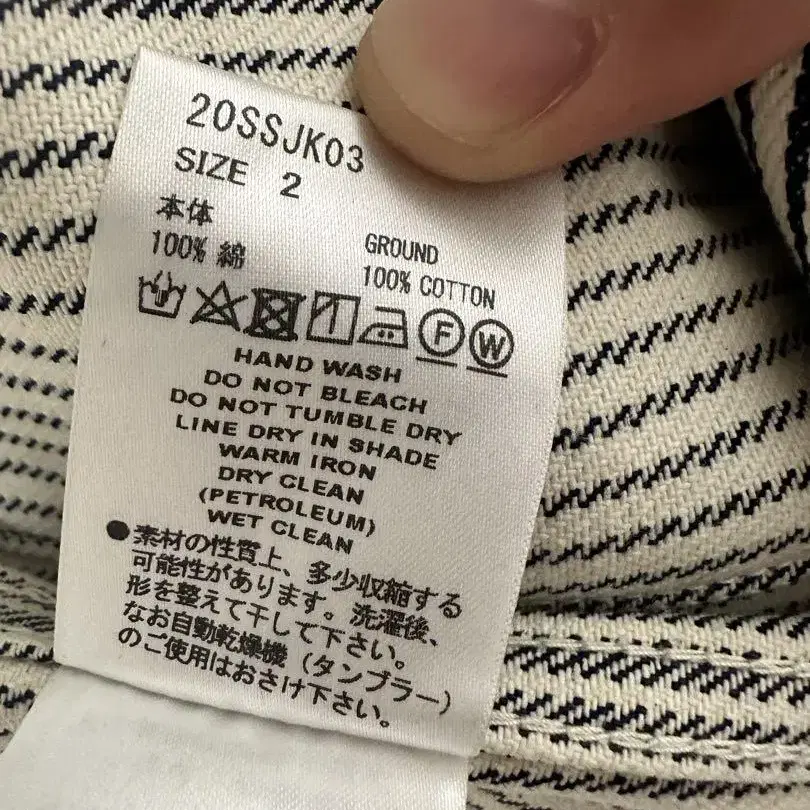 20SSJK03
SIZE 2
本体
100% 綿
GROUND
100% COTTON
F W
HAND WASH
DO NOT BLEACH
DO NOT TUMBLE DRY
LINE DRY IN SHADE
WARM IRON
DRY CLEAN
(PETROLEUM)
WET CLEAN
●素材の性質上、多少収縮する
可能性があります。洗濯後、
形を整えて干して下さい。
なお自動乾燥機（タンブラー）
のご使用はおさけ下さい。